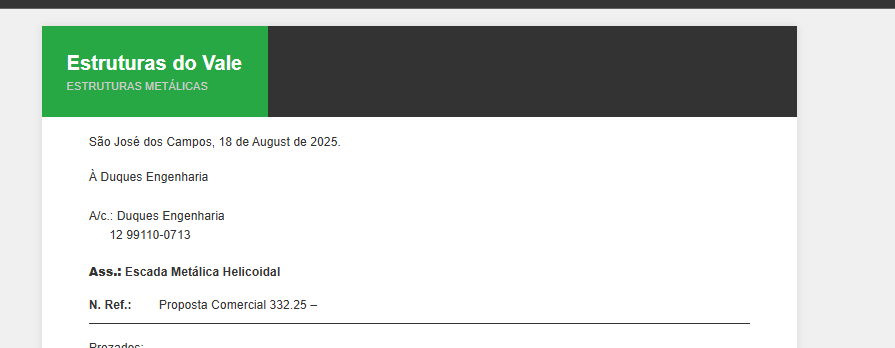 Estruturas do Vale
ESTRUTURAS METÁLICAS
São José dos Campos, 18 de August de 2025.
À Duques Engenharia
A/c.: Duques Engenharia
12 99110-0713
Ass.: Escada Metálica Helicoidal
N. Ref.: Proposta Comercial 332.25 –
Prezados: